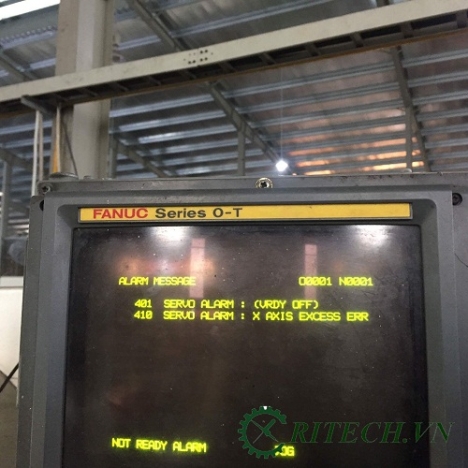 FANUC Series O-T
ALARM MESSAGE O0001 N0001
401 SERVO ALARM : (VRDY OFF)
410 SERVO ALARM : X AXIS EXCESS ERR
NOT READY ALARM
RITECH.VN